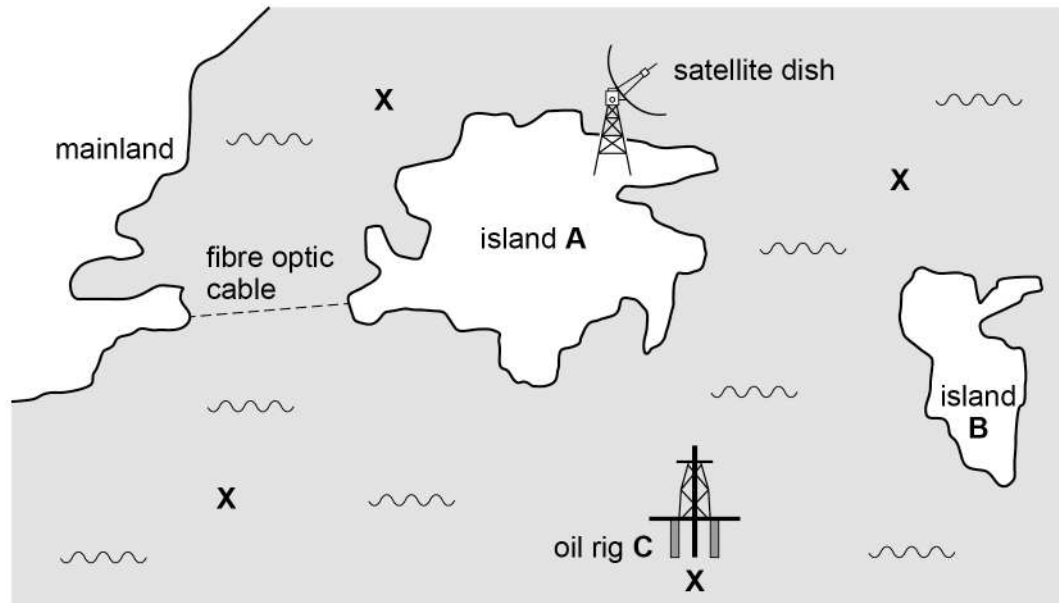 satellite dish
X
mainland
X
island A
fibre optic
cable
island
B
X
oil rig C
X